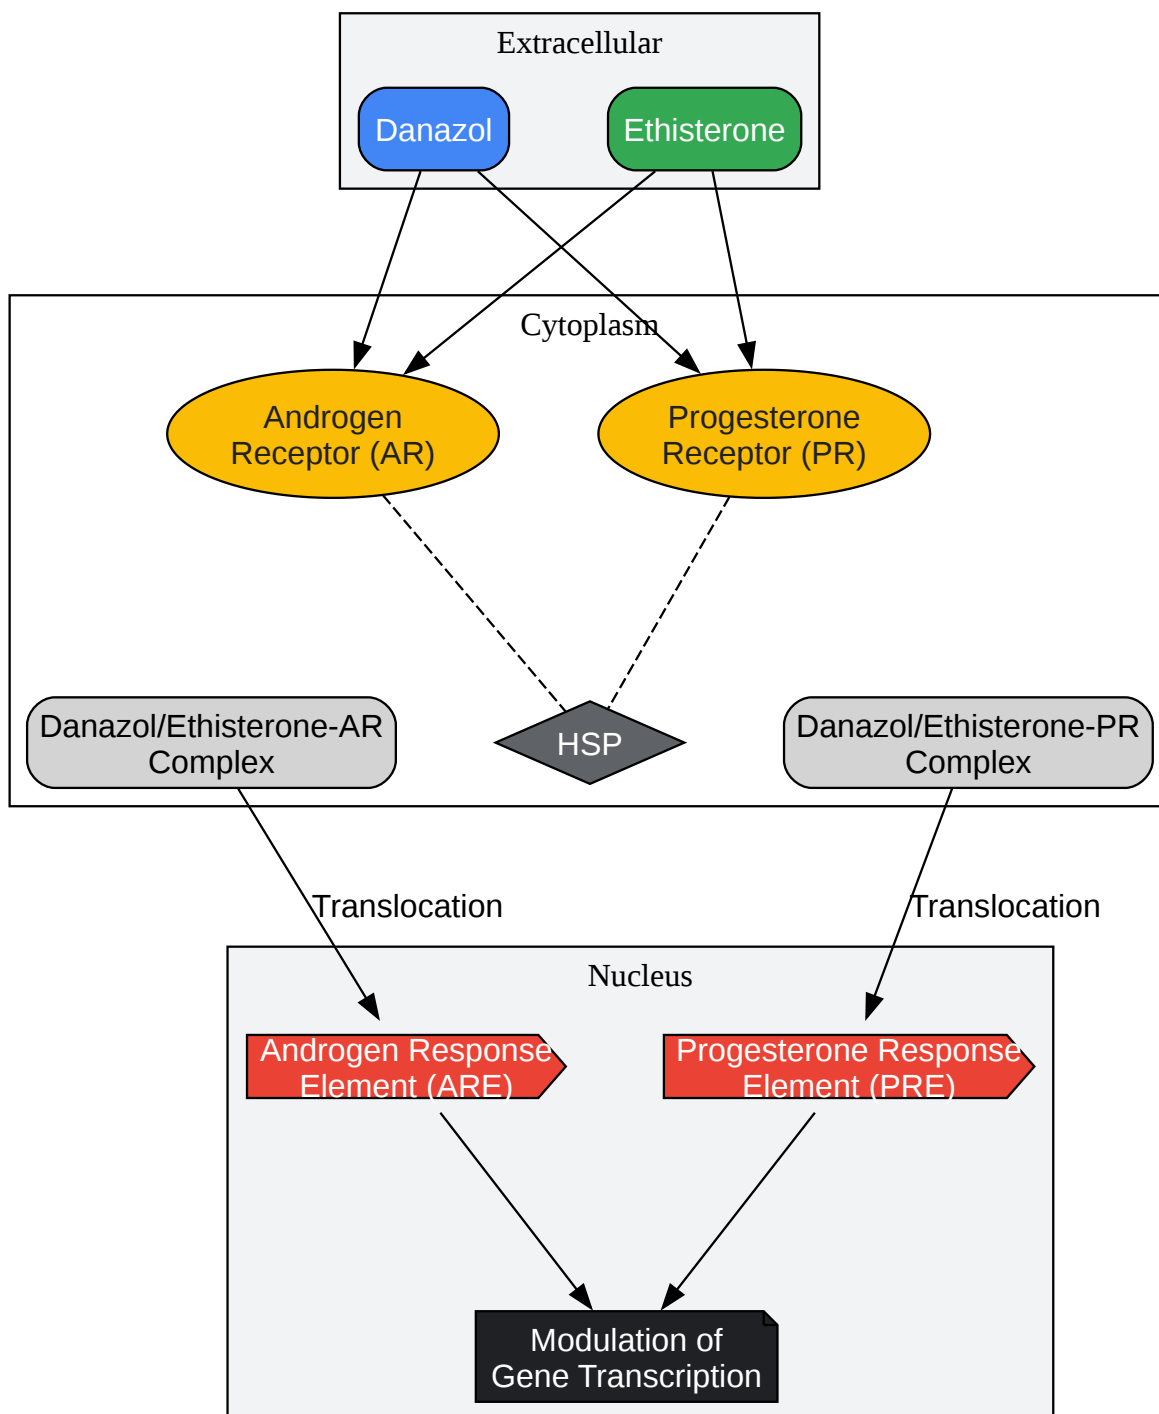 Extracellular
Danazol
Ethisterone
Cytoplasm
Androgen
Receptor (AR)
Progesterone
Receptor (PR)
Danazol/Ethisterone-AR
Complex
HSP
Danazol/Ethisterone-PR
Complex
Translocation
Translocation
Nucleus
Androgen Response
Element (ARE)
Progesterone Response
Element (PRE)
Modulation of
Gene Transcription